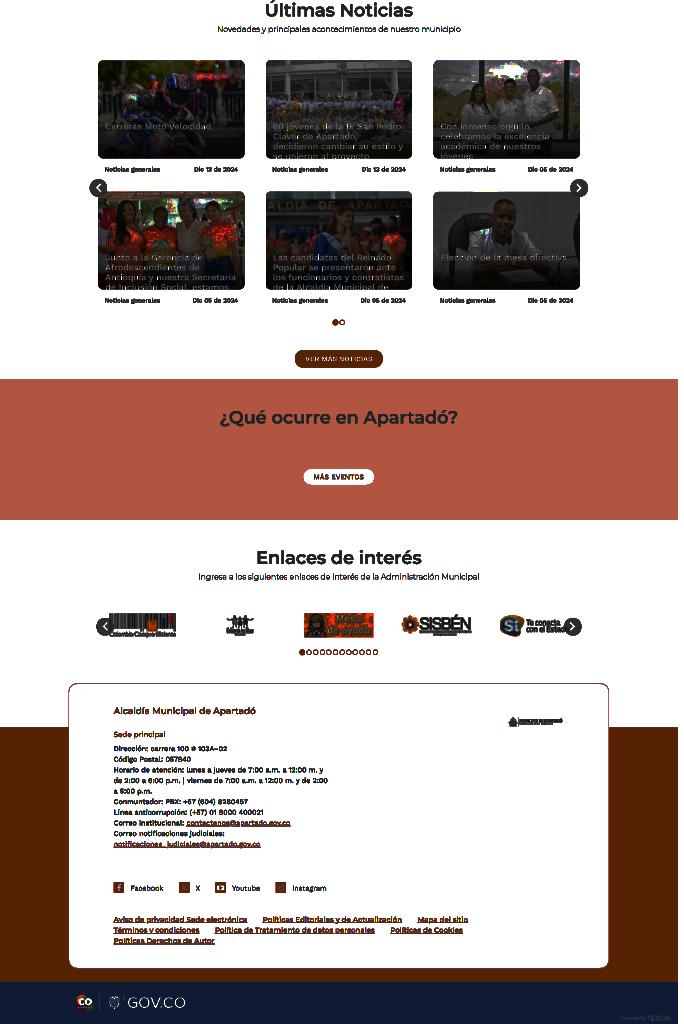 Últimas Noticias
Novedades y principales acontecimientos de nuestro municipio
Carreras Moto Velocidad
60 jóvenes de la IE San Pedro
Claver de Apartadó,
decidieron cambiar su estilo y
se unieron al proyecto
Con inmenso orgullo,
celebramos la excelencia
académica de nuestros
jóvenes
Noticias generales Dic 13 de 2024
Noticias generales Dic 12 de 2024
Noticias generales Dic 05 de 2024
Junto a la Gerencia de
Afrodescendientes de
Antioquia y nuestra Secretaria
de Inclusión Social, estamos
ALCALDÍA DE APARTAD
Las candidatas del Reinado
Popular se presentaron ante
los funcionarios y contratistas
de la Alcaldía Municipal de
Elección de la mesa directiva
Noticias generales Dic 05 de 2024
Noticias generales Dic 05 de 2024
Noticias generales Dic 05 de 2024
VER MÁS NOTICIAS
¿Qué ocurre en Apartadó?
MÁS EVENTOS
Enlaces de interés
Ingrese a los siguientes enlaces de interés de la Administración Municipal
Colombia Compra Eficiente
Mesa
de ayuda
SISBÉN
Sí Te conecta
con el Estado
Alcaldía Municipal de Apartadó
Sede principal
Dirección: carrera 100 # 103A-02
Código Postal: 057840
Horario de atención: lunes a jueves de 7:00 a.m. a 12:00 m. y
de 2:00 a 6:00 p.m. | viernes de 7:00 a.m. a 12:00 m. y de 2:00
a 5:00 p.m.
Conmutador: PBX: +57 (604) 8280457
Línea anticorrupción: (+57) 01 8000 400021
Correo institucional: contactenos@apartado.gov.co
Correo notificaciones judiciales:
notificaciones_judiciales@apartado.gov.co
Facebook X Youtube Instagram
Aviso de privacidad Sede electrónica Políticas Editoriales y de Actualización Mapa del sitio
Términos y condiciones Política de Tratamiento de datos personales Políticas de Cookies
Políticas Derechos de Autor
CO GOV.CO
Powered by NEXURA